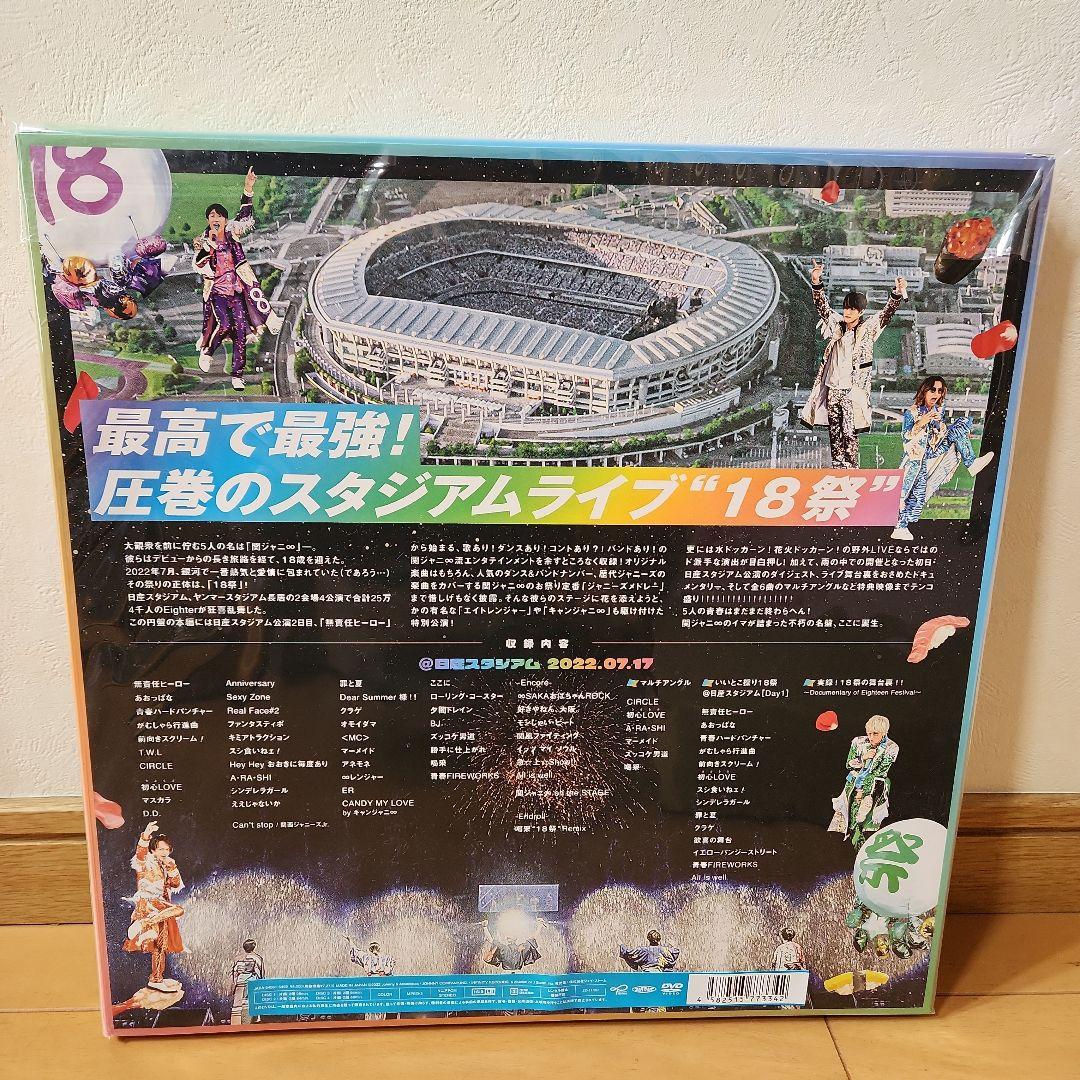 18
8
最高で最強!
圧巻のスタジアムライブ“18祭”
大観衆を前に佇む5人の名は「関ジャニ∞」―。
彼らはデビューからの長き旅路を経て、18歳を迎えた。
2022年7月、銀河で一番熱気と愛情に包まれていた(であろう…)
その祭りの正体は、「18祭」!
日産スタジアム、ヤンマースタジアム長居の2会場4公演で合計25万
4千人のEighterが狂喜乱舞した。
この円盤の本編には日産スタジアム公演2日目、「無責任ヒーロー」
から始まる、歌あり!ダンスあり!コントあり?!バンドあり!の
関ジャニ∞流エンタテインメントを余すところなく収録!オリジナル
楽曲はもちろん、人気のダンス&バンドナンバー、歴代ジャニーズの
楽曲をカバーする関ジャニ∞のお祭り定番「ジャニーズメドレー」
まで惜しげもなく披露。そんな彼らのステージに花を添えようと、
かの有名な「エイトレンジャー」や「キャンジャニ∞」も駆け付けた
特別公演!
更には水ドッカーン!花火ドッカーン!の野外LIVEならではの
ド派手な演出が目白押し!加えて、雨の中での開催となった初日・
日産スタジアム公演のダイジェスト、ライブ舞台裏をおさめたドキュ
メンタリー、そして全6曲のマルチアングルなど特典映像までテンコ
盛り!!!!!!!!!!!!!!!!!!
5人の青春はまだまだ終わらへん!
関ジャニ∞のイマが詰まった不朽の名盤、ここに誕生。
収録内容
@日産スタジアム 2022.07.17
無責任ヒーロー
あおっぱな
青春ハードパンチャー
がむしゃら行進曲
前向きスクリーム!
T.W.L
CIRCLE
初心LOVE
マスカラ
D.D.
Anniversary
Sexy Zone
Real Face#2
ファンタスティポ
キミアトラクション
スシ食いねェ!
Hey Hey おおきに毎度あり
A・RA・SHI
シンデレラガール
ええじゃないか
Can't stop / 関西ジャニーズJr.
罪と夏
Dear Summer 様!!
クラゲ
オモイダマ
<MC>
マーメイド
アネモネ
∞レンジャー
ER
CANDY MY LOVE
by キャンジャニ∞
ここに
ローリング・コースター
夕闇トレイン
BJ
ズッコケ男道
勝手に仕上がれ
喝采
青春FIREWORKS
-Encore-
∞SAKAおばちゃんROCK
好きやねん、大阪。
モンじゃい・ビート
関風ファイティング
イッツ マイ ソウル
急☆上☆Show!!
All is well
関ジャニ∞ on the STAGE
-Endroll-
喝采 "18祭" Remix
マルチアングル
CIRCLE
初心LOVE
A・RA・SHI
マーメイド
ズッコケ男道
喝采
いいとこ撮り18祭
@日産スタジアム[Day1]
無責任ヒーロー
あおっぱな
青春ハードパンチャー
がむしゃら行進曲
前向きスクリーム!
初心LOVE
スシ食いねぇ!
シンデレラガール
罪と夏
クラゲ
歓喜の舞台
イエローパンジーストリート
青春FIREWORKS
All is well
実録!18祭の舞台裏!!
~Documentary of Eighteen Festival~
祭
DVD
VIDEO
4 582515 773342